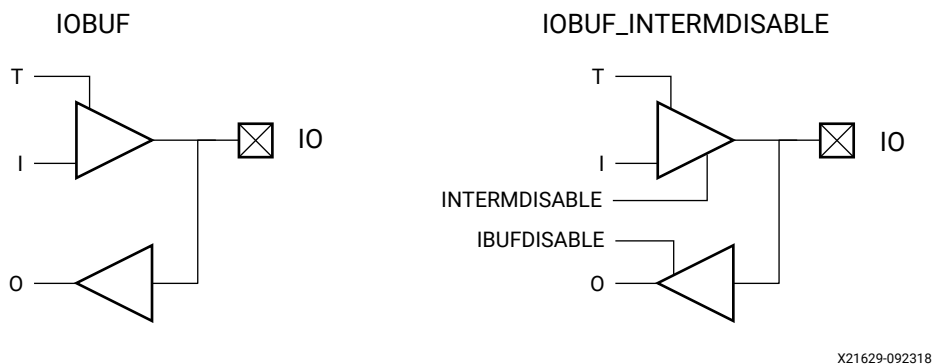 IOBUF
T
I
IO
O
IOBUF_INTERMDISABLE
T
I
IO
INTERMDISABLE
IBUFDISABLE
O
X21629-092318